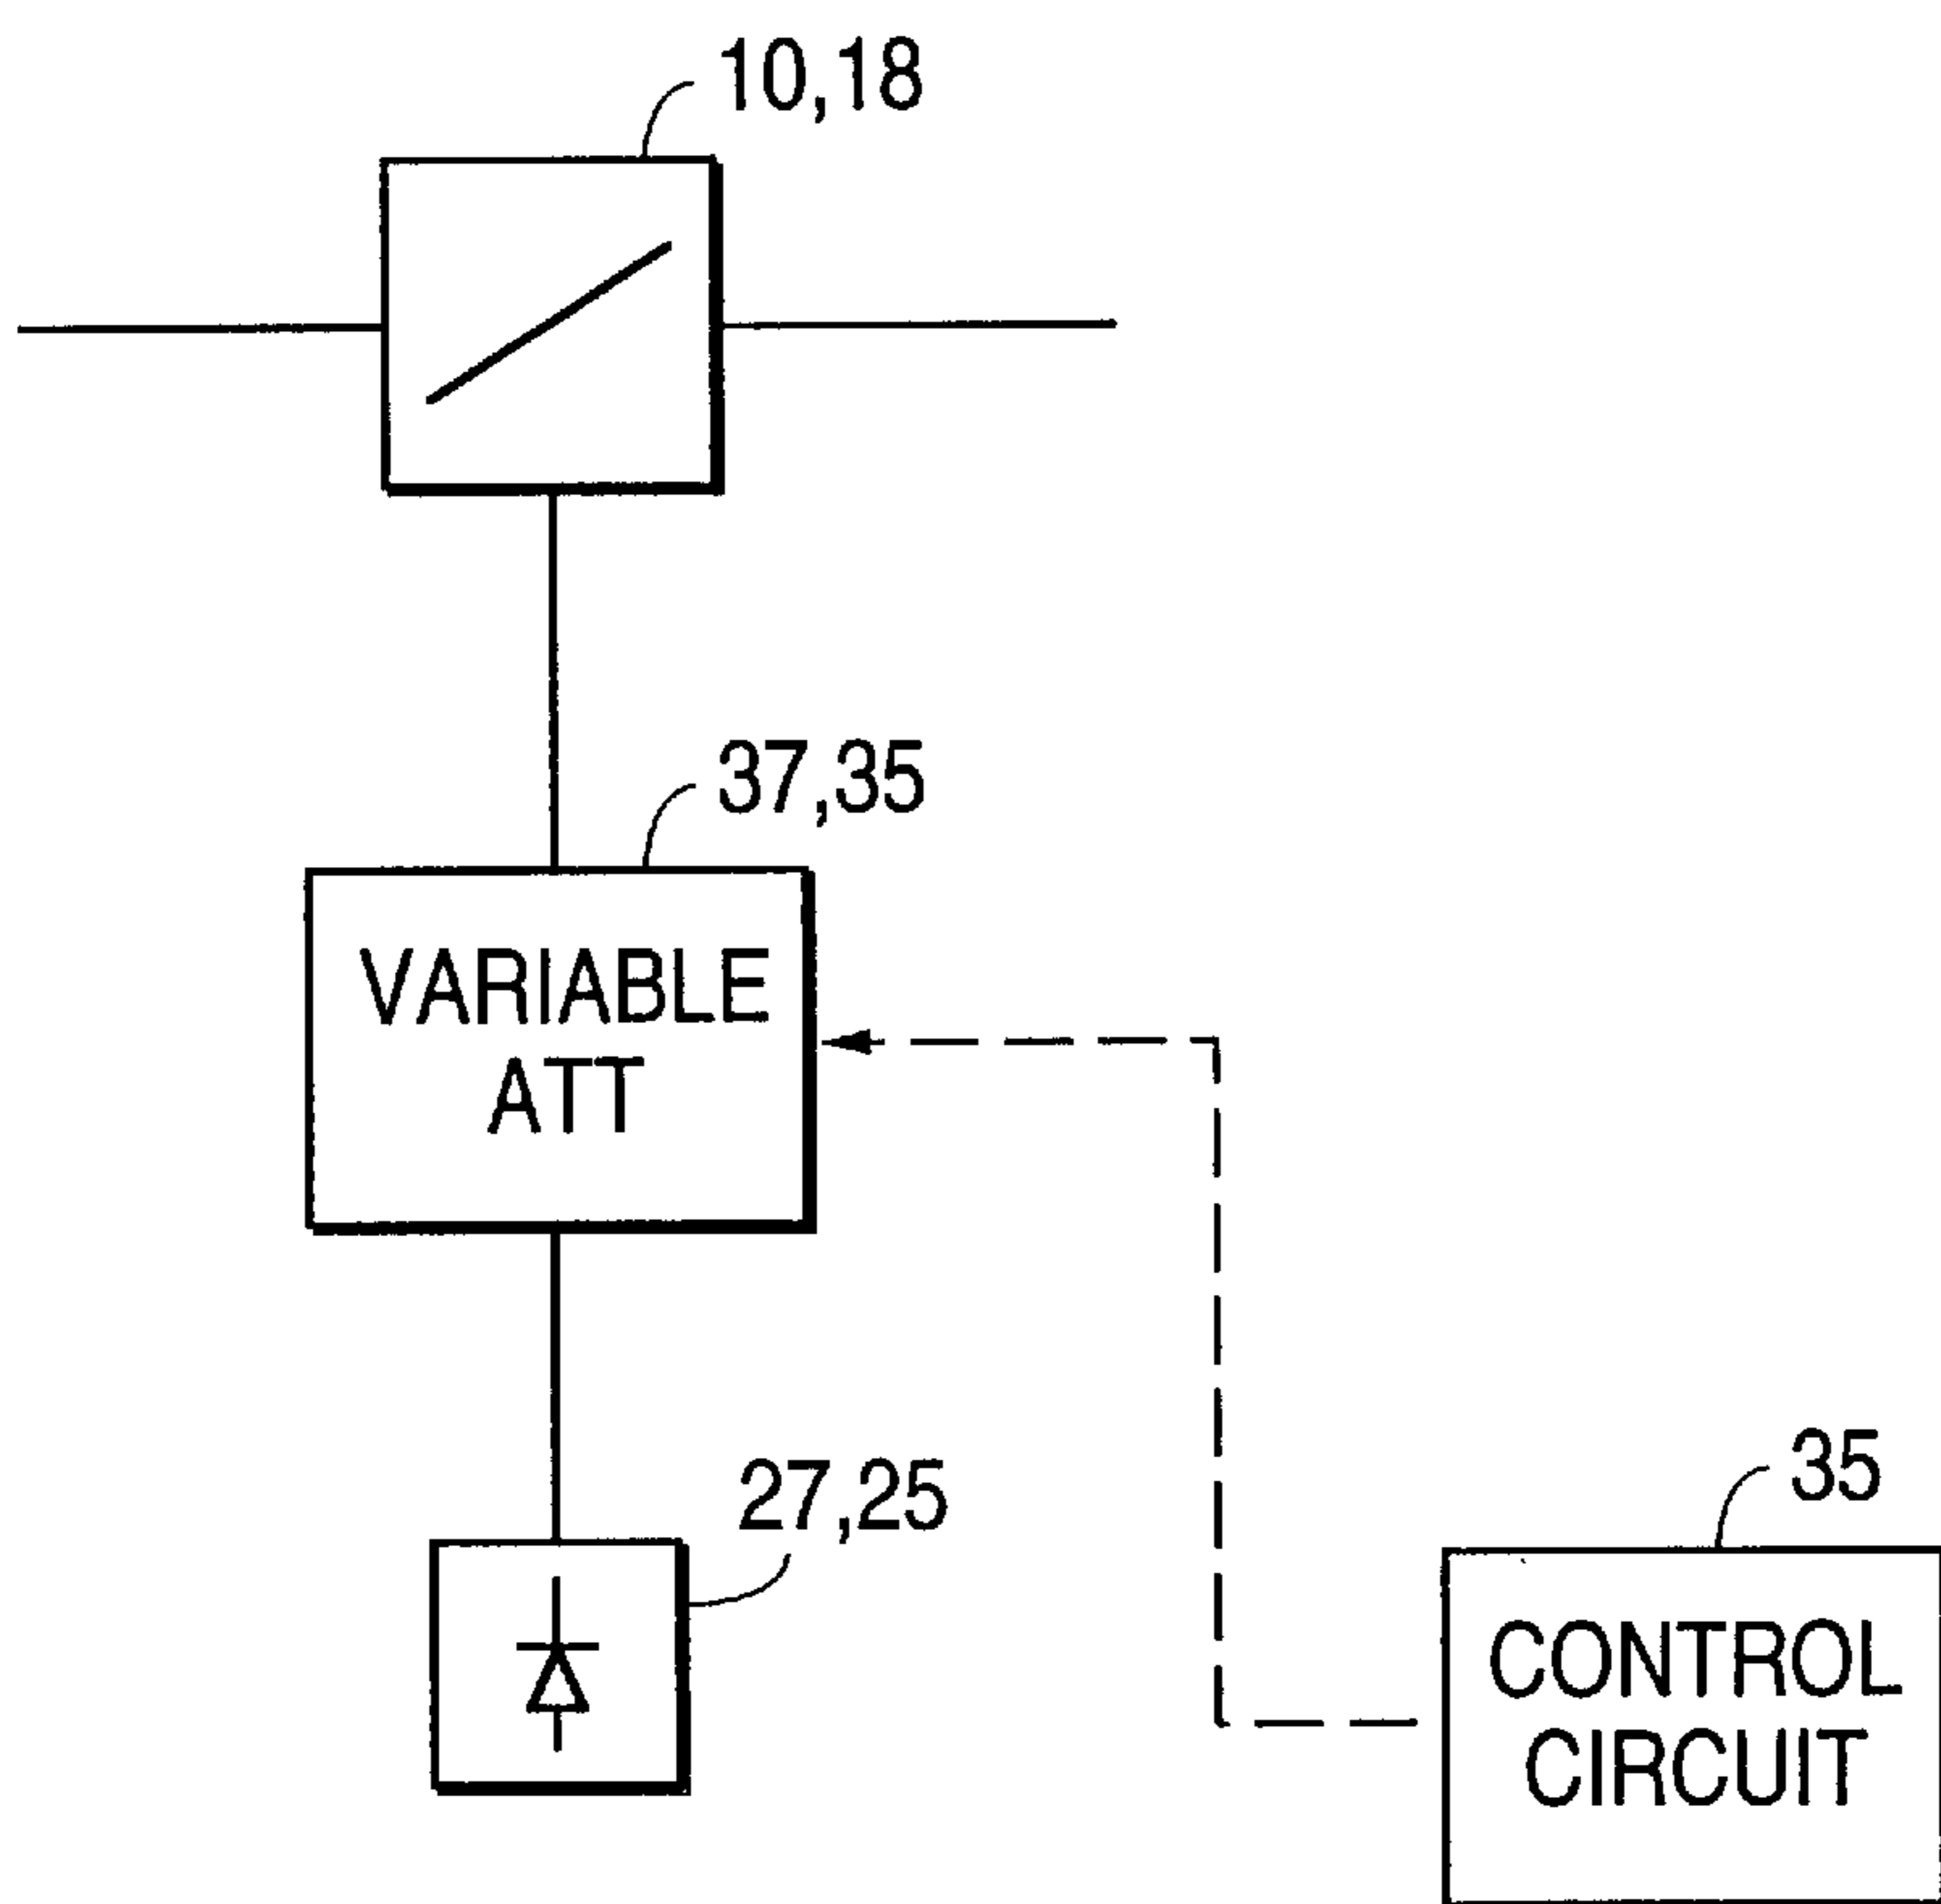 10,18
37,35
VARIABLE
ATT
27,25
35
CONTROL
CIRCUIT